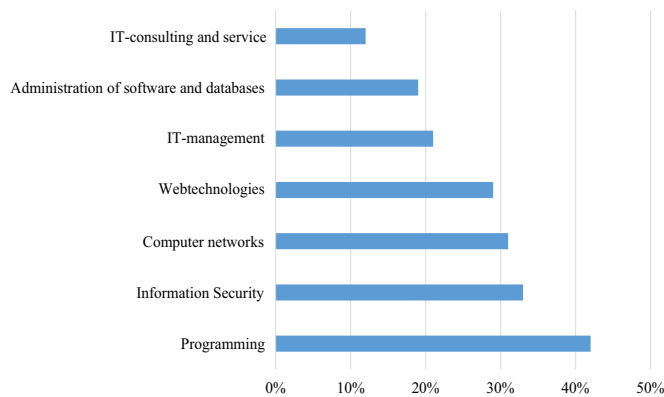 IT-consulting and service
Administration of software and databases
IT-management
Webtechnologies
Computer networks
Information Security
Programming
0% 10% 20% 30% 40% 50%